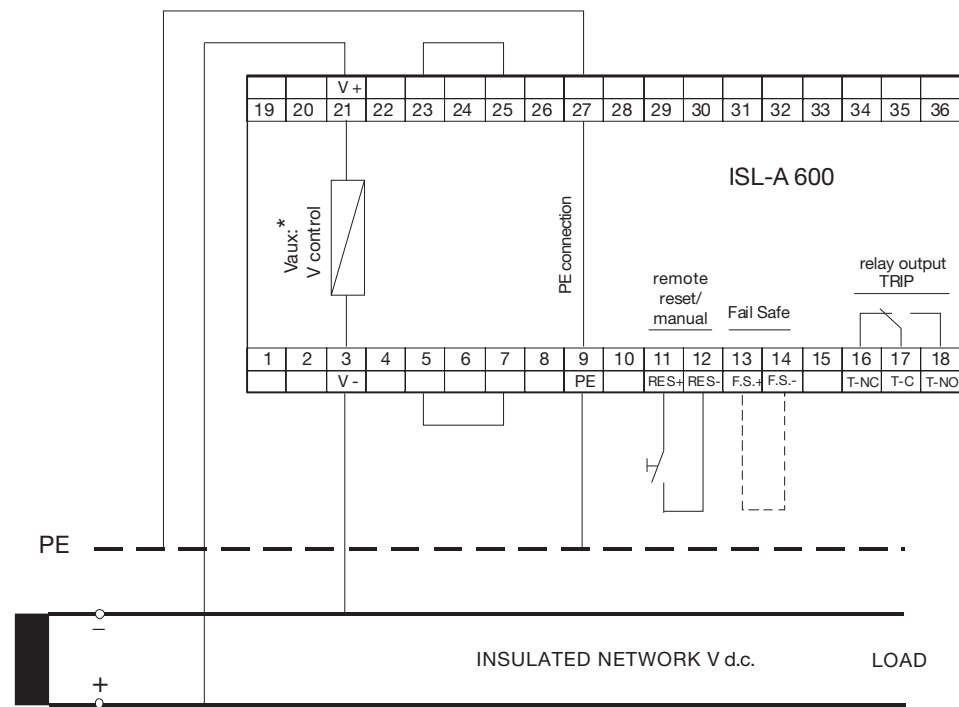 V +
19 20 21 22 23 24 25 26 27 28 29 30 31 32 33 34 35 36
ISL-A 600
Vaux:*
V control
PE connection
remote
reset/
manual
Fail Safe
relay output
TRIP
1 2 3 4 5 6 7 8 9 10 11 12 13 14 15 16 17 18
V - PE RES+ RES- F.S.+ F.S.- T-NC T-C T-NO
PE
–
INSULATED NETWORK V d.c. LOAD
+